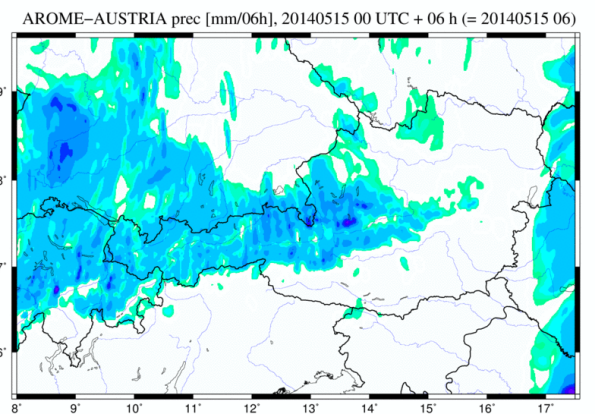 AROME−AUSTRIA prec [mm/06h], 20140515 00 UTC + 06 h (= 20140515 06)
9°
8°
7°
6°
8° 9° 10° 11° 12° 13° 14° 15° 16° 17°